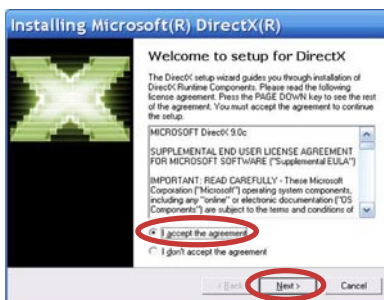 Installing Microsoft(R) DirectX(R)
Welcome to setup for DirectX
The DirectX setup wizard guides you through installation of
DirectX Runtime Components. Please read the following
license agreement. Press the PAGE DOWN key to see the rest
of the agreement. You must accept the agreement to continue
the setup.
MICROSOFT DirectX 9.0c
SUPPLEMENTAL END USER LICENSE AGREEMENT
FOR MICROSOFT SOFTWARE ("Supplemental EULA")
IMPORTANT: READ CAREFULLY - These Microsoft
Corporation ("Microsoft") operating system components,
including any "online" or electronic documentation ("OS
Components") are subject to the terms and conditions of
I accept the agreement
I don't accept the agreement
< Back
Next >
Cancel